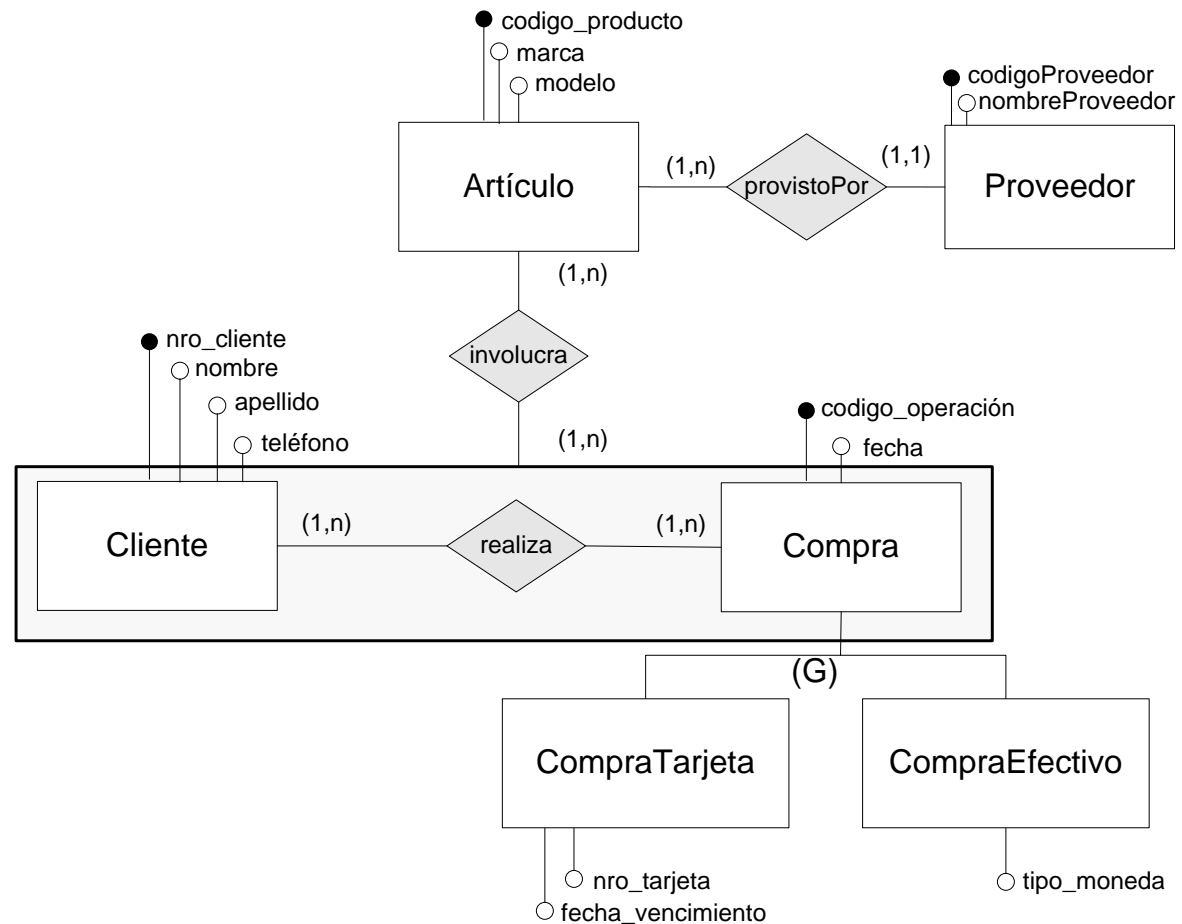 codigo_producto
marca
modelo
codigoProveedor
nombreProveedor
Artículo
(1,n)
provistoPor
(1,1)
Proveedor
(1,n)
involucra
(1,n)
nro_cliente
nombre
apellido
teléfono
codigo_operación
fecha
Cliente
(1,n)
realiza
(1,n)
Compra
(G)
CompraTarjeta
CompraEfectivo
nro_tarjeta
fecha_vencimiento
tipo_moneda